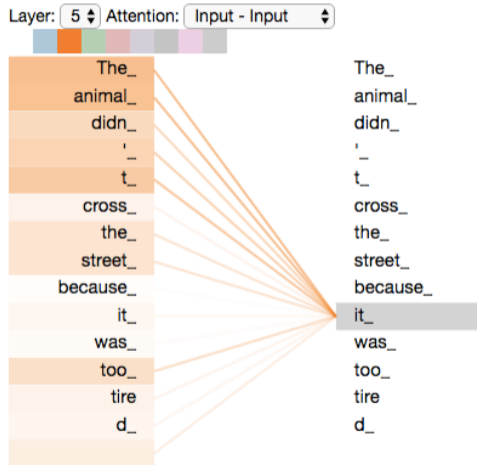 Layer: 5 Attention: Input - Input
The_ The_
animal_ animal_
didn_ didn_
'_ '_
t_ t_
cross_ cross_
the_ the_
street_ street_
because_ because_
it_ it_
was_ was_
too_ too_
tire tire
d_ d_